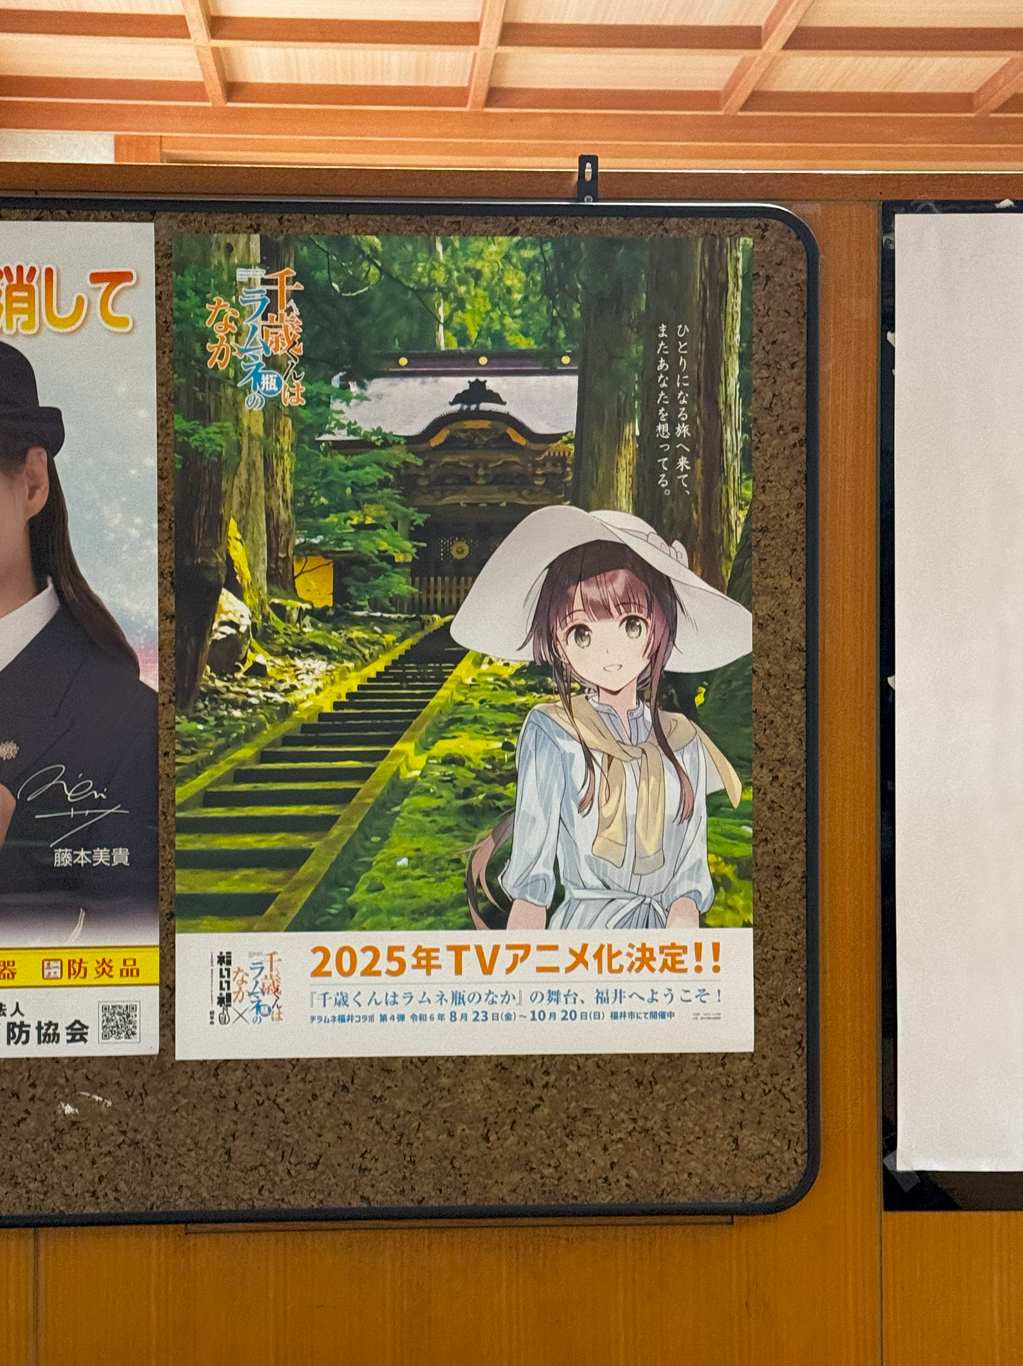 消して
藤本美貴
器 防炎品
法人
防協会
千歳くんは
ラムネ瓶の
なか
ひとりになる旅へ来て、
またあなたを想ってる。
千歳くんは
ラムネ瓶の
なか
×
2025年TVアニメ化決定!!
『千歳くんはラムネ瓶のなか』の舞台、福井へようこそ！
チラムネ福井コラボ 第4弾 令和6年 8月23日(金)～10月20日(日) 福井市にて開催中